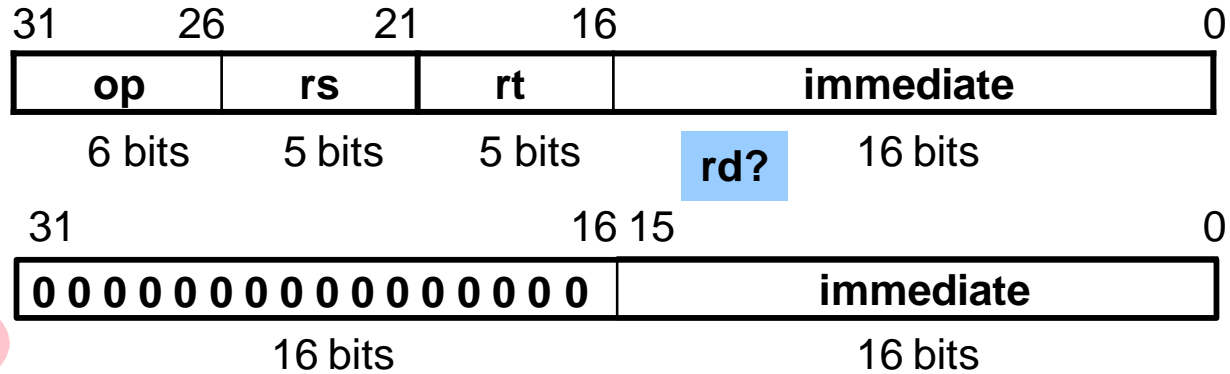 31 26 21 16 0
op rs rt immediate
6 bits 5 bits 5 bits rd? 16 bits
31 16 15 0
0 0 0 0 0 0 0 0 0 0 0 0 0 0 0 0 immediate
16 bits 16 bits